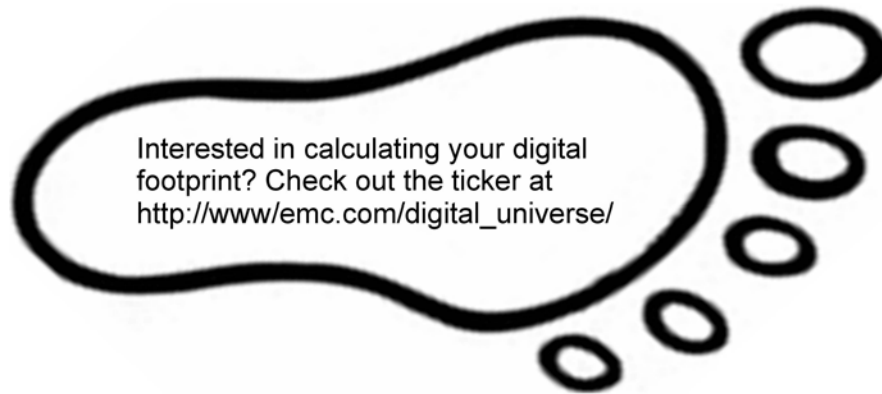 Interested in calculating your digital
footprint? Check out the ticker at
http://www/emc.com/digital_universe/